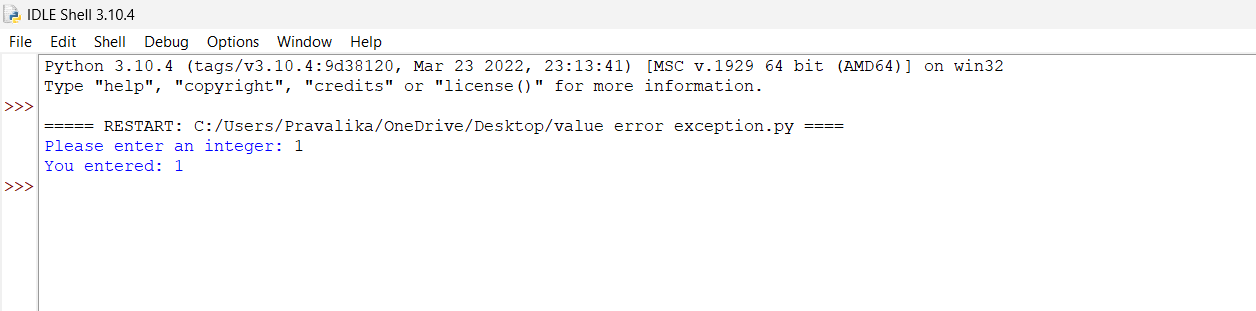 IDLE Shell 3.10.4
File Edit Shell Debug Options Window Help
Python 3.10.4 (tags/v3.10.4:9d38120, Mar 23 2022, 23:13:41) [MSC v.1929 64 bit (AMD64)] on win32
Type "help", "copyright", "credits" or "license()" for more information.
>>>
===== RESTART: C:/Users/Pravalika/OneDrive/Desktop/value error exception.py ====
Please enter an integer: 1
You entered: 1
>>>